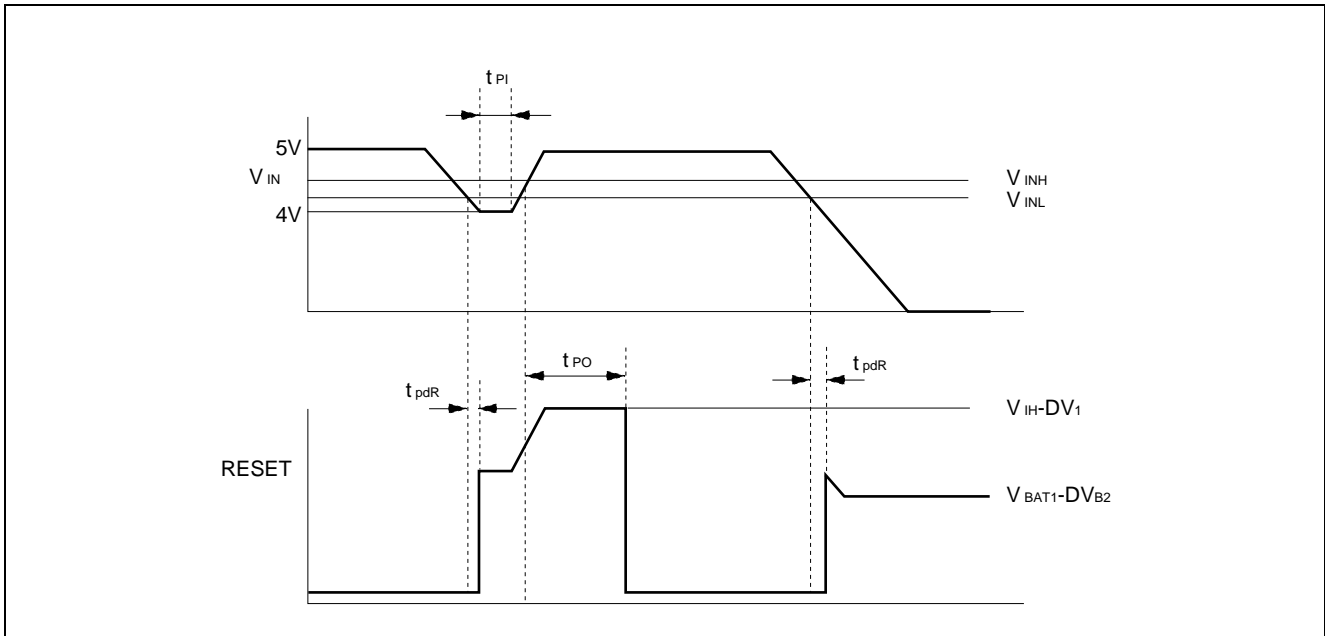 t PI
5V
V IN
V INH
V INL
4V
t PO
t pdR
t pdR
V IH-DV1
RESET
V BAT1-DVB2